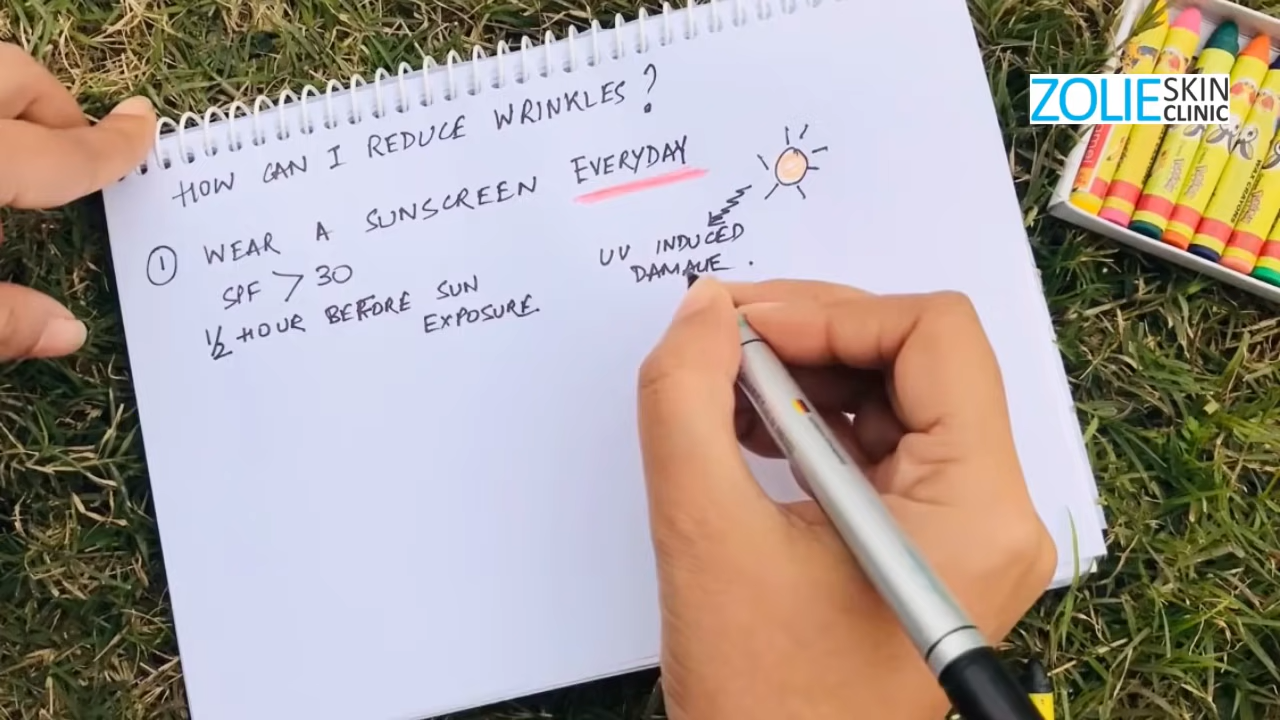 HOW CAN I REDUCE WRINKLES?
① WEAR A SUNSCREEN EVERYDAY
SPF > 30
½ HOUR BEFORE SUN
EXPOSURE.
UV INDUCED
DAMAGE.
ZOLIE SKIN
CLINIC